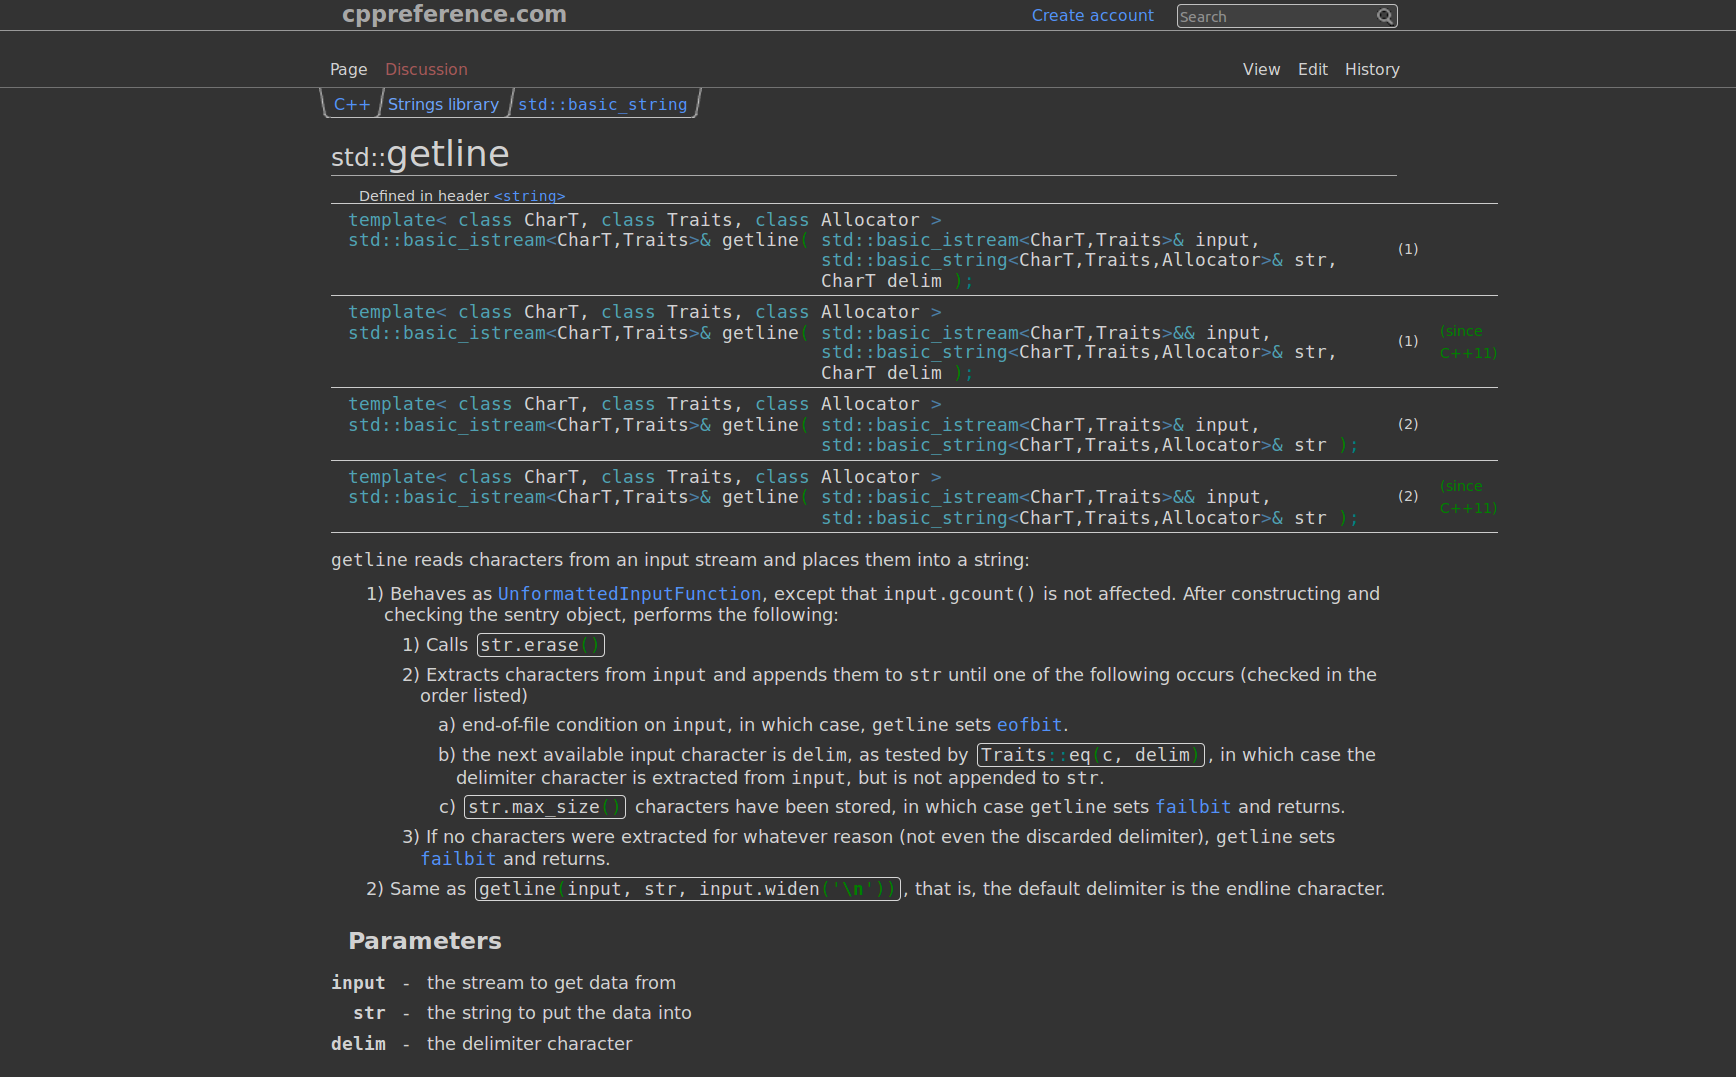 cppreference.com
Create account
Search
Page Discussion
View Edit History
C++ Strings library std::basic_string
std::getline
Defined in header <string>
template< class CharT, class Traits, class Allocator >
std::basic_istream<CharT,Traits>& getline( std::basic_istream<CharT,Traits>& input,
std::basic_string<CharT,Traits,Allocator>& str,
CharT delim );
(1)
template< class CharT, class Traits, class Allocator >
std::basic_istream<CharT,Traits>& getline( std::basic_istream<CharT,Traits>&& input,
std::basic_string<CharT,Traits,Allocator>& str,
CharT delim );
(1)
(since
C++11)
template< class CharT, class Traits, class Allocator >
std::basic_istream<CharT,Traits>& getline( std::basic_istream<CharT,Traits>& input,
std::basic_string<CharT,Traits,Allocator>& str );
(2)
template< class CharT, class Traits, class Allocator >
std::basic_istream<CharT,Traits>& getline( std::basic_istream<CharT,Traits>&& input,
std::basic_string<CharT,Traits,Allocator>& str );
(2)
(since
C++11)
getline reads characters from an input stream and places them into a string:
1) Behaves as UnformattedInputFunction, except that input.gcount() is not affected. After constructing and
checking the sentry object, performs the following:
1) Calls str.erase()
2) Extracts characters from input and appends them to str until one of the following occurs (checked in the
order listed)
a) end-of-file condition on input, in which case, getline sets eofbit.
b) the next available input character is delim, as tested by Traits::eq(c, delim), in which case the
delimiter character is extracted from input, but is not appended to str.
c) str.max_size() characters have been stored, in which case getline sets failbit and returns.
3) If no characters were extracted for whatever reason (not even the discarded delimiter), getline sets
failbit and returns.
2) Same as getline(input, str, input.widen('\n')), that is, the default delimiter is the endline character.
Parameters
input - the stream to get data from
str - the string to put the data into
delim - the delimiter character